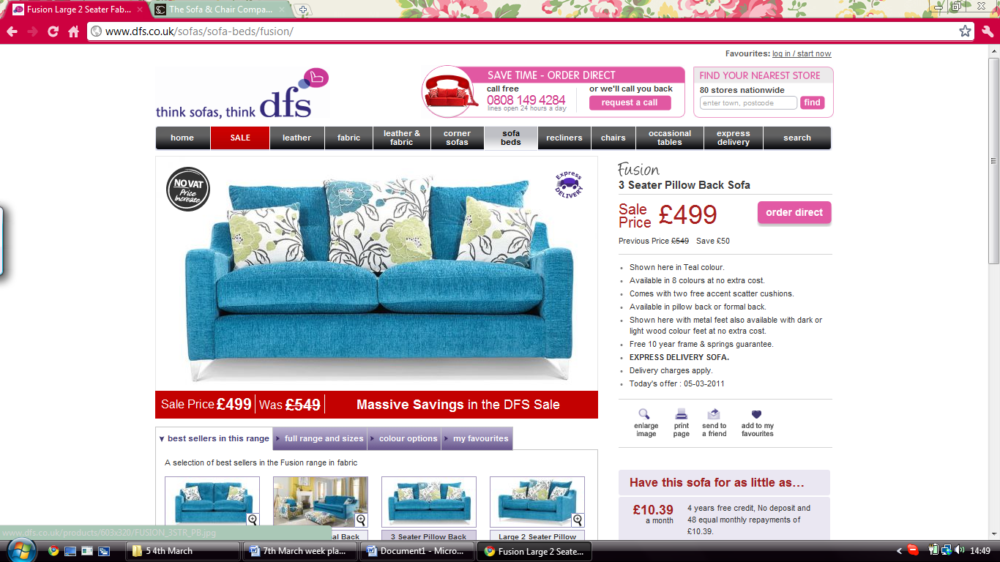 Fusion Large 2 Seater Fab...
The Sofa & Chair Compa...
www.dfs.co.uk/sofas/sofa-beds/fusion/
Favourites: log in / start now
think sofas, think dfs
SAVE TIME - ORDER DIRECT
call free
0808 149 4284
lines open 24 hours a day
or we'll call you back
request a call
FIND YOUR NEAREST STORE
80 stores nationwide
enter town, postcode
find
home
SALE
leather
fabric
leather &
fabric
corner
sofas
sofa
beds
recliners
chairs
occasional
tables
express
delivery
search
NO VAT
Price
Increase
Express
DELIVERY
Fusion
3 Seater Pillow Back Sofa
Sale
Price
£499
order direct
Previous Price £549 Save £50
Shown here in Teal colour.
Available in 8 colours at no extra cost.
Comes with two free accent scatter cushions.
Available in pillow back or formal back.
Shown here with metal feet also available with dark or
light wood colour feet at no extra cost.
Free 10 year frame & springs guarantee.
EXPRESS DELIVERY SOFA.
Delivery charges apply.
Today's offer : 05-03-2011
Sale Price £499 Was £549 Massive Savings in the DFS Sale
enlarge
image
print
page
send to
a friend
add to my
favourites
best sellers in this range
full range and sizes
colour options
my favourites
A selection of best sellers in the Fusion range in fabric
Have this sofa for as little as...
£10.39
a month
4 years free credit, No deposit and
48 equal monthly repayments of
£10.39.
www.dfs.co.uk/products/603x320/FUSION_3STR_PB.jpg
al Back
3 Seater Pillow Back
Large 2 Seater Pillow
5 4th March
7th March week pla...
Document1 - Micro...
Fusion Large 2 Seate...
14:49